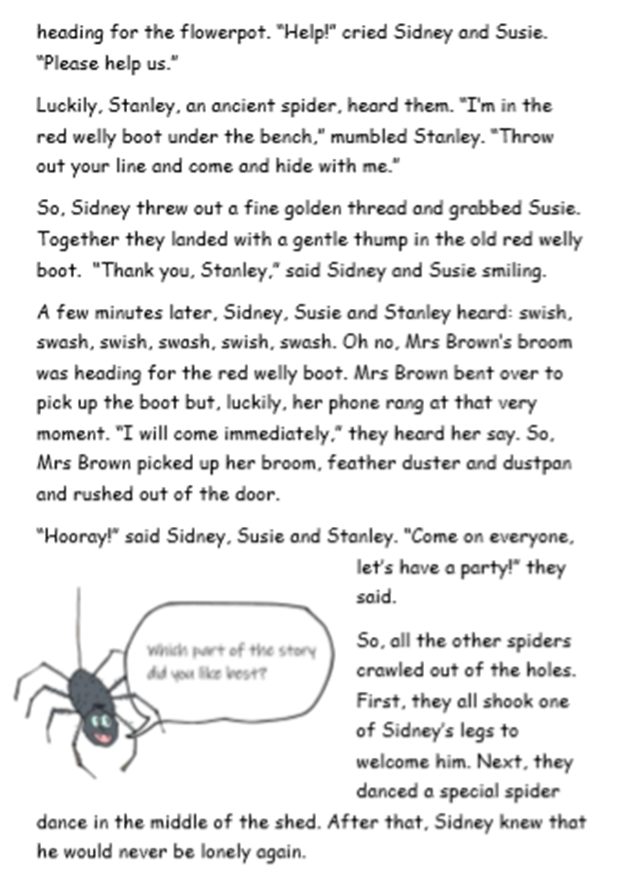 heading for the flowerpot. "Help!" cried Sidney and Susie.
"Please help us."
Luckily, Stanley, an ancient spider, heard them. "I'm in the
red welly boot under the bench," mumbled Stanley. "Throw
out your line and come and hide with me."
So, Sidney threw out a fine golden thread and grabbed Susie.
Together they landed with a gentle thump in the old red welly
boot. "Thank you, Stanley," said Sidney and Susie smiling.
A few minutes later, Sidney, Susie and Stanley heard: swish,
swash, swish, swash, swish, swash. Oh no, Mrs Brown's broom
was heading for the red welly boot. Mrs Brown bent over to
pick up the boot but, luckily, her phone rang at that very
moment. "I will come immediately," they heard her say. So,
Mrs Brown picked up her broom, feather duster and dustpan
and rushed out of the door.
"Hooray!" said Sidney, Susie and Stanley. "Come on everyone,
let's have a party!" they
said.
Which part of the story
did you like best?
So, all the other spiders
crawled out of the holes.
First, they all shook one
of Sidney's legs to
welcome him. Next, they
danced a special spider
dance in the middle of the shed. After that, Sidney knew that
he would never be lonely again.